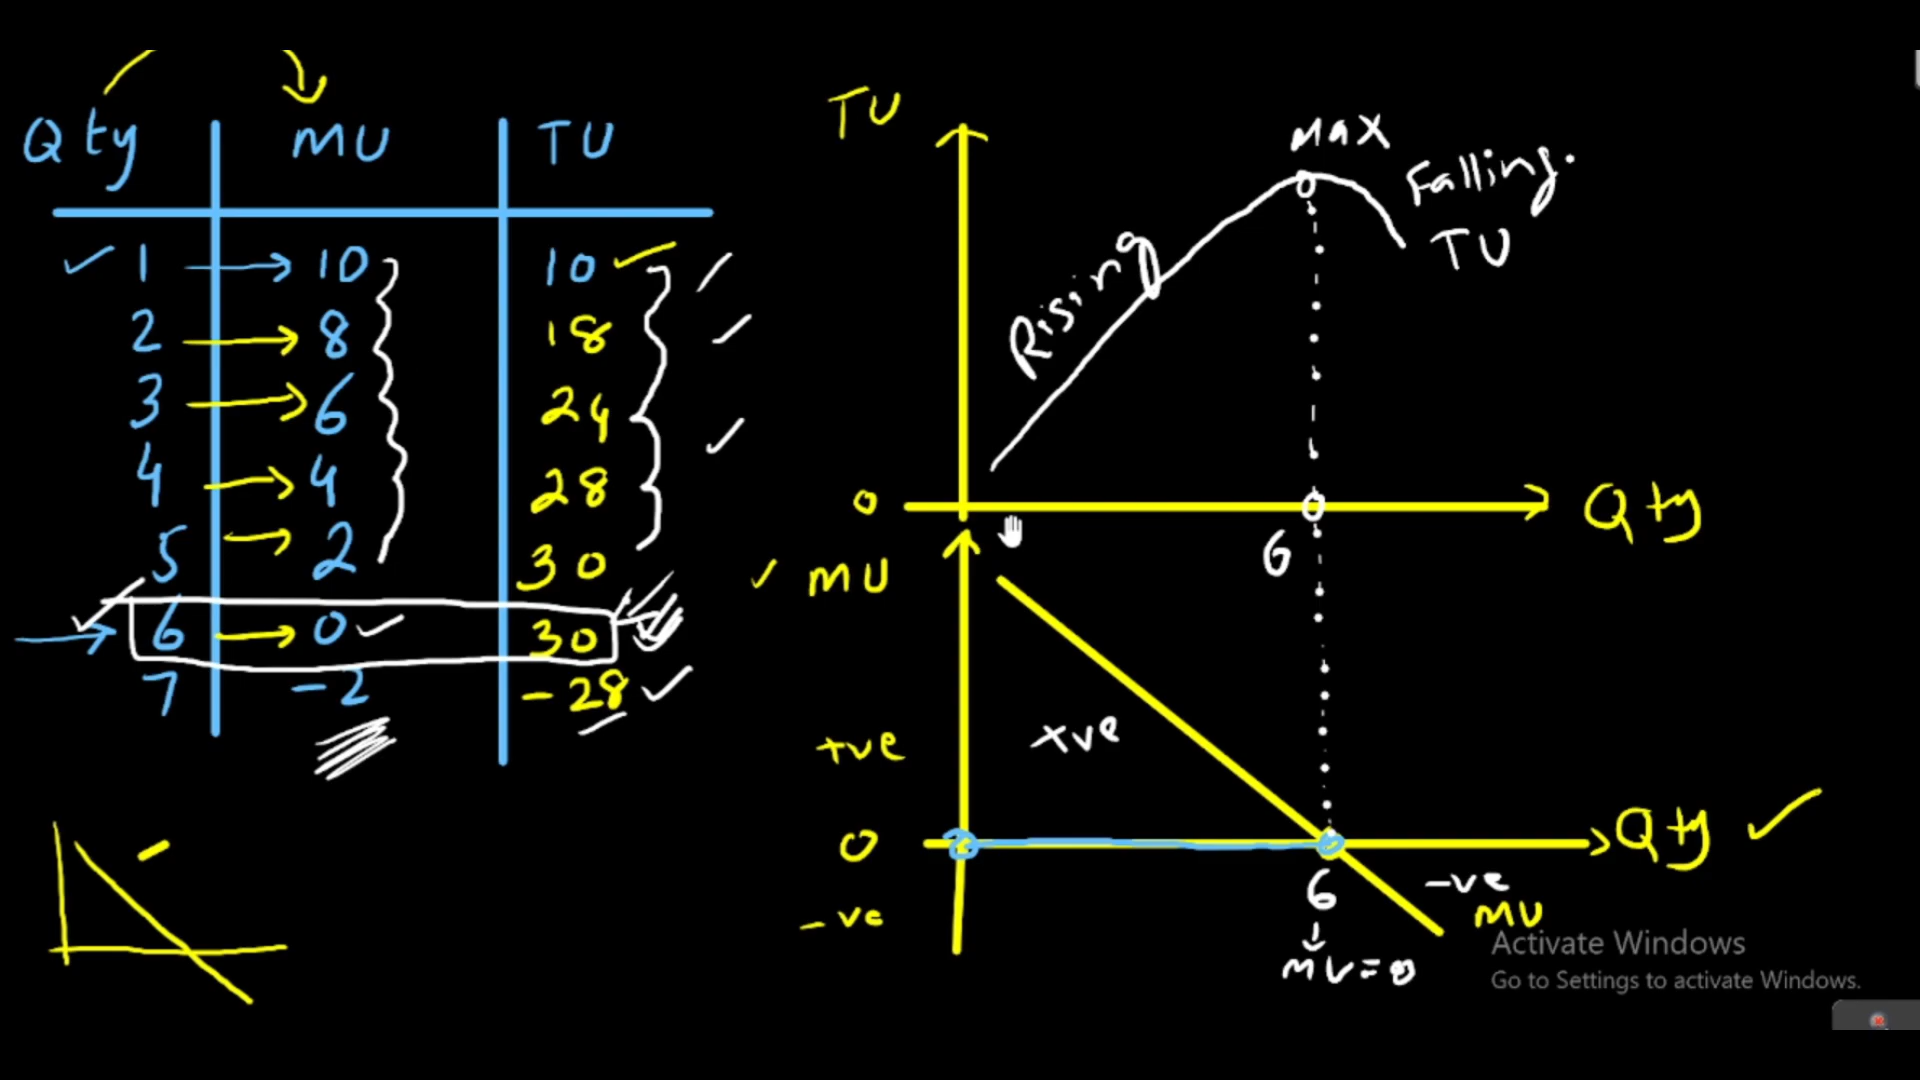 Qty MU TU
1 10 10
2 8 18
3 6 24
4 4 28
5 2 30
6 0 30
7 -2 -28
TU
Max
Falling.
TU
Rising
0
Qty
6
MU
+ve
+ve
0
Qty
6
-ve
MU
-ve
MU=0
Activate Windows
Go to Settings to activate Windows.